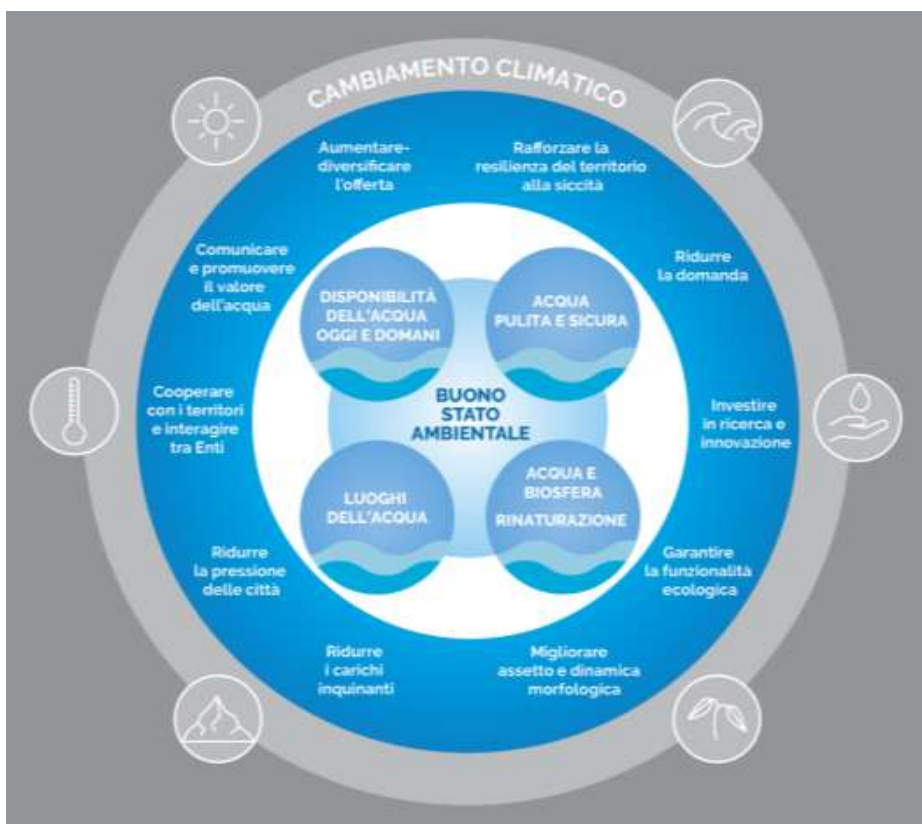 CAMBIAMENTO CLIMATICO
Aumentare-
diversificare
l'offerta
Rafforzare la
resilienza del territorio
alla siccità
Comunicare
e promuovere
il valore
dell'acqua
Ridurre
la domanda
DISPONIBILITÀ
DELL'ACQUA
OGGI E DOMANI
ACQUA
PULITA E SICURA
Cooperare
con i territori
e interagire
tra Enti
BUONO
STATO
AMBIENTALE
Investire
in ricerca e
innovazione
LUOGHI
DELL'ACQUA
ACQUA E
BIOSFERA
RINATURAZIONE
Ridurre
la pressione
delle città
Garantire
la funzionalità
ecologica
Ridurre
i carichi
inquinanti
Migliorare
assetto e dinamica
morfologica